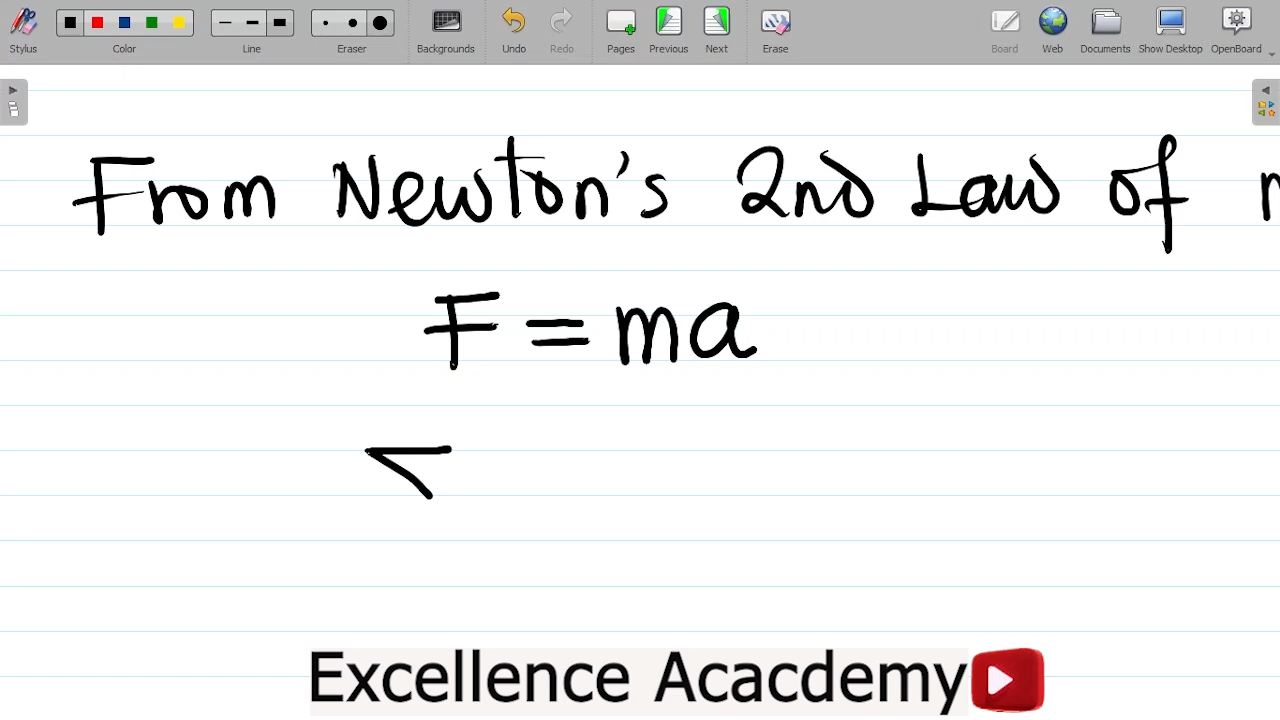 Stylus Color Line Eraser Backgrounds Undo Redo Pages Previous Next Erase Board Web Documents Show Desktop OpenBoard
From Newton's 2nd Law of
F = ma
Excellence Acacdemy